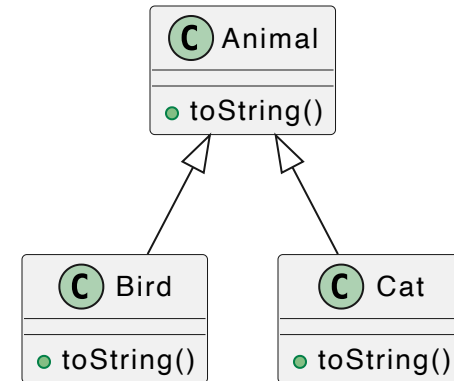 C Animal
toString()
C Bird
toString()
C Cat
toString()